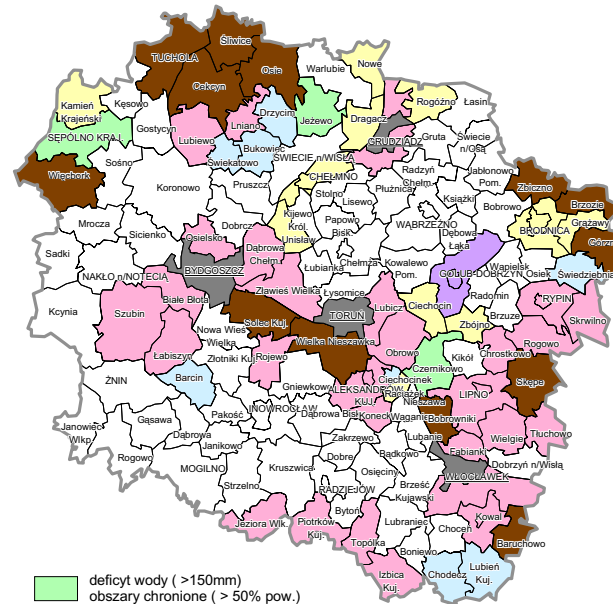 Śliwice
TUCHOLA
Cekcyn
Osie
Warlubie
Nowe
Kamień
Krajeński
Kęsowo
Gostycyn
SĘPÓLNO KRAJ.
Lubiewo
Lniano
Drzycim
Jeżewo
Dragacz
Rogóźno
Łasin
GRUDZIĄDZ
Gruta
Świecie
n/Osą
Bukowiec
Świekatowo
ŚWIECIE n/WISŁĄ
Więcbork
Sośno
Koronowo
Pruszcz
CHEŁMNO
Stolno
Lisewo
Płużnica
Radzyń
Chełm.
Jabłonowo
Pom.
Książki
Bobrowo
Zbiczno
Brzozie
Grążawy
BRODNICA
Górzno
Świedziebnia
Osiek
Mrocza
Sicienko
Osielsko
Dobrcz
Kijewo
Król.
Unisław
Papowo
Bisk.
WĄBRZEŹNO
Dębowa
Łąka
Sadki
NAKŁO n/NOTECIĄ
BYDGOSZCZ
Dąbrowa
Chełm.
Łubianka
Chełmża
Kowalewo
Pom.
GOLUB-DOBRZYŃ
Wąpielsk
RYPIN
Skrwilno
Kcynia
Szubin
Białe Błota
Zławieś Wielka
Łysomice
TORUŃ
Lubicz
Ciechocin
Radomin
Brzuze
Zbójno
Rogowo
Nowa Wieś
Wielka
Solec Kuj.
Wielka Nieszawka
Obrowo
Czernikowo
Kikół
Chrostkowo
Łabiszyn
Złotniki Kuj.
Rojewo
ŻNIN
Barcin
Gniewkowo
ALEKSANDRÓW
KUJ.
Ciechocinek
Raciążek
Nieszawa
Bobrowniki
LIPNO
Skępe
Janowiec
Wlkp.
Gąsawa
Rogowo
Dąbrowa
Pakość
Janikowo
INOWROCŁAW
Dąbrowa Bis.
Koneck
Waganiec
Lubanie
Fabianki
Wielgie
Tłuchowo
Zakrzewo
Dobre
Bądkowo
Dobrzyń n/Wisłą
WŁOCŁAWEK
MOGILNO
Strzelno
Kruszwica
Osięciny
RADZIEJÓW
Brześć
Kujawski
Bytoń
Lubraniec
Choceń
Kowal
Baruchowo
Jeziora Wlk.
Piotrków
Kuj.
Topólka
Boniewo
Izbica
Kuj.
Chodecz
Lubień
Kuj.
deficyt wody ( >150mm)
obszary chronione ( > 50% pow.)